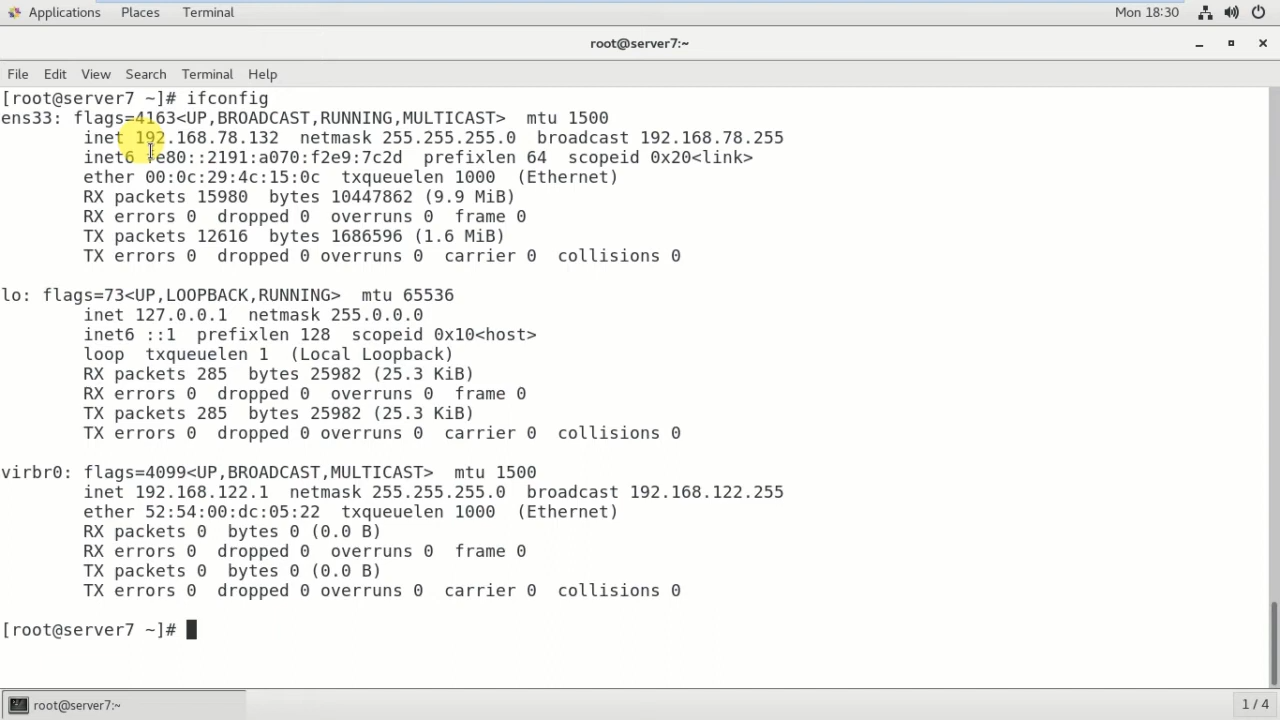 Applications Places Terminal Mon 18:30
root@server7:~
File Edit View Search Terminal Help
[root@server7 ~]# ifconfig
ens33: flags=4163<UP,BROADCAST,RUNNING,MULTICAST>  mtu 1500
        inet 192.168.78.132  netmask 255.255.255.0  broadcast 192.168.78.255
        inet6 fe80::2191:a070:f2e9:7c2d  prefixlen 64  scopeid 0x20<link>
        ether 00:0c:29:4c:15:0c  txqueuelen 1000  (Ethernet)
        RX packets 15980  bytes 10447862 (9.9 MiB)
        RX errors 0  dropped 0  overruns 0  frame 0
        TX packets 12616  bytes 1686596 (1.6 MiB)
        TX errors 0  dropped 0 overruns 0  carrier 0  collisions 0
lo: flags=73<UP,LOOPBACK,RUNNING>  mtu 65536
        inet 127.0.0.1  netmask 255.0.0.0
        inet6 ::1  prefixlen 128  scopeid 0x10<host>
        loop  txqueuelen 1  (Local Loopback)
        RX packets 285  bytes 25982 (25.3 KiB)
        RX errors 0  dropped 0  overruns 0  frame 0
        TX packets 285  bytes 25982 (25.3 KiB)
        TX errors 0  dropped 0 overruns 0  carrier 0  collisions 0
virbr0: flags=4099<UP,BROADCAST,MULTICAST>  mtu 1500
        inet 192.168.122.1  netmask 255.255.255.0  broadcast 192.168.122.255
        ether 52:54:00:dc:05:22  txqueuelen 1000  (Ethernet)
        RX packets 0  bytes 0 (0.0 B)
        RX errors 0  dropped 0  overruns 0  frame 0
        TX packets 0  bytes 0 (0.0 B)
        TX errors 0  dropped 0 overruns 0  carrier 0  collisions 0
[root@server7 ~]#
root@server7:~ 1 / 4